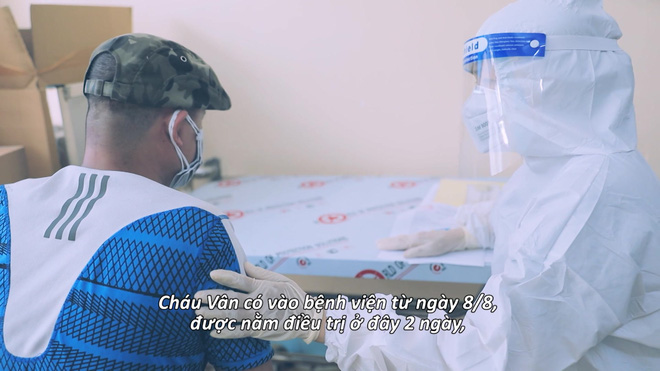 eld
Cháu Vân có vào bệnh viện từ ngày 8/8,
được nằm điều trị ở đây 2 ngày,